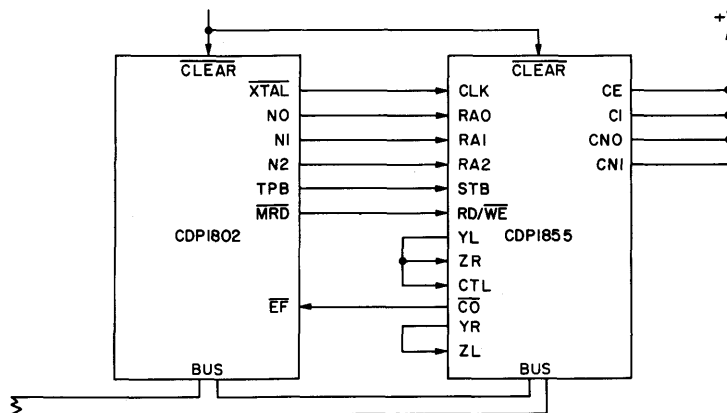 +
CLEAR
CLEAR
XTAL
N0
N1
N2
TPB
MRD
CDP1802
EF
BUS
CLK
RA0
RA1
RA2
STB
RD/WE
YL
ZR
CTL
CO
YR
ZL
CE
CI
CN0
CN1
CDP1855
BUS